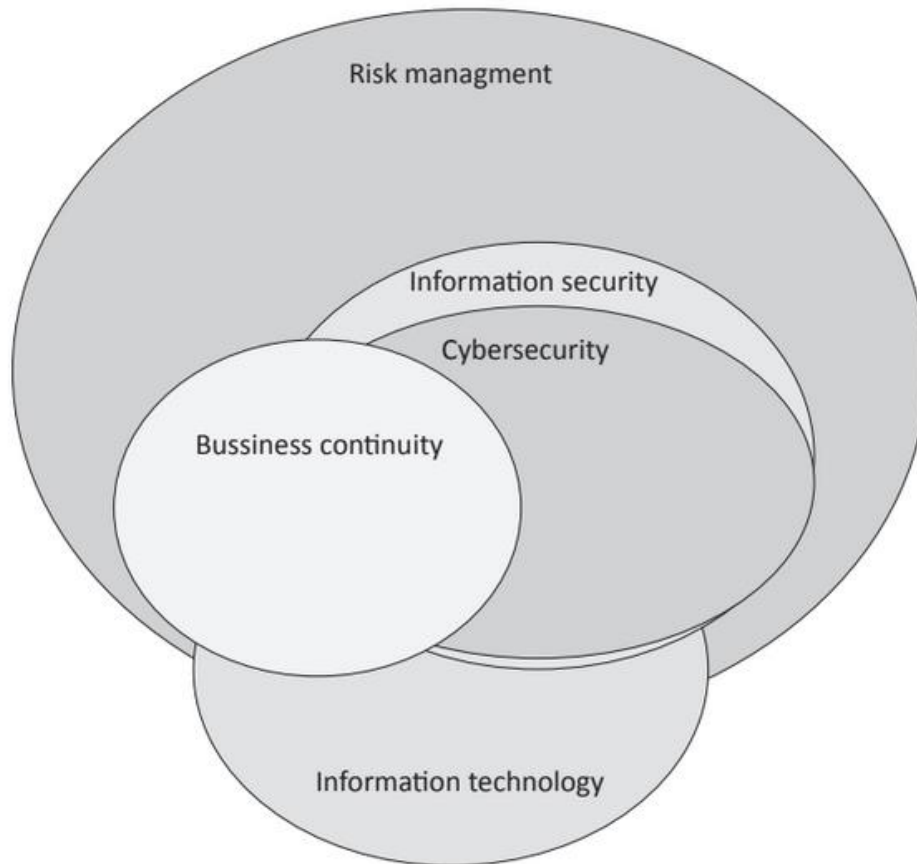 Risk managment
Information security
Cybersecurity
Bussiness continuity
Information technology